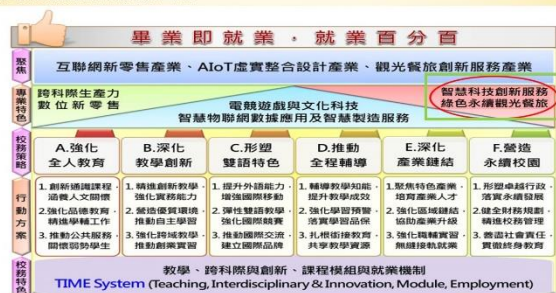 畢業即就業・就業百分百
聚焦
互聯網新零售產業、AIoT虛實整合設計產業、觀光餐旅創新服務產業
專業特色
跨科際生產力
數位新零售
電競遊戲與文化科技
智慧物聯網數據應用及智慧製造服務
智慧科技創新服務
綠色永續觀光餐旅
校務策略
A.強化
全人教育
B.深化
教學創新
C.形塑
雙語特色
D.推動
全程輔導
E.深化
產業鏈結
F.營造
永續校園
行動方案
1. 創新通識課程,
涵養人文關懷
2.強化品德教育,
精進學輔工作
3. 推動公共服務,
關懷弱勢學生
1. 精進創新教學,
強化實務能力
2. 營造優質環境,
推動自主學習
3. 強化跨域教學,
推動創業實習
1. 提升外語能力,
增強國際移動
2. 彈性雙語教學,
強化國際競賽
3. 推動國際交流,
建立國際品牌
1. 輔導教學知能,
提升教學成效
2. 強化學習預警,
落實學習品保
3. 扎根銜接教育,
共享教學資源
1.聚焦特色產業,
培育產業人才
2. 強化區域鏈結,
協助產業升級
3. 強化職輔實習,
無縫接軌就業
1. 形塑卓越行政,
落實永續發展
2.健全財務規劃,
精進校務管理
3. 善盡社會責任,
貫徹終身教育
校務特色
教學、跨科際與創新、課程模組與就業機制
TIME System (Teaching, Interdisciplinary & Innovation, Module, Employment)